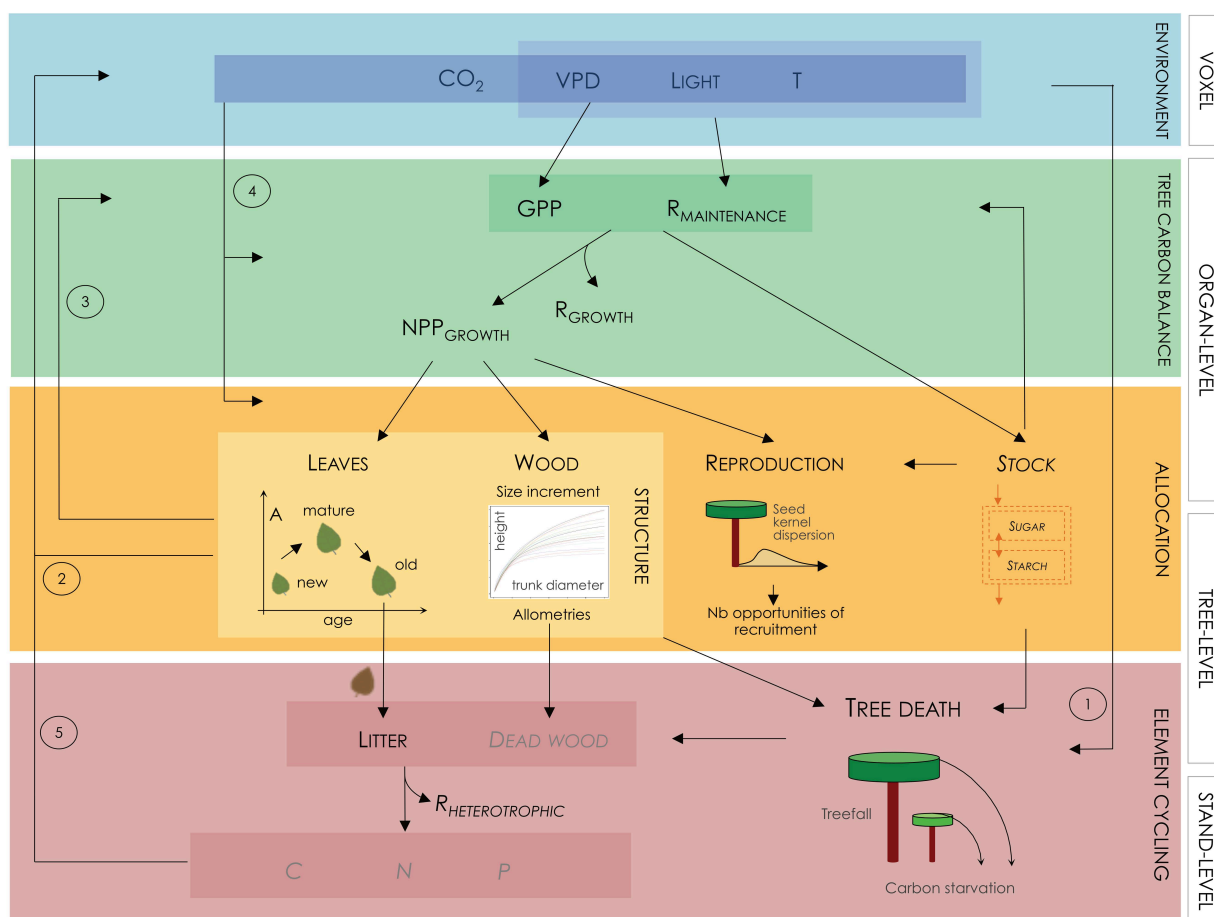 CO2 VPD LIGHT T
ENVIRONMENT
VOXEL
4
GPP RMAINTENANCE
3
RGROWTH
NPPGROWTH
TREE CARBON BALANCE
ORGAN-LEVEL
LEAVES WOOD REPRODUCTION STOCK
Size increment
A
mature
new
old
age
height
trunk diameter
Allometries
STRUCTURE
Seed
kernel
dispersion
Nb opportunities of
recruitment
SUGAR
STARCH
ALLOCATION
2
TREE-LEVEL
1
5
LITTER DEAD WOOD
TREE DEATH
RHETEROTROPHIC
Treefall
C N P
Carbon starvation
ELEMENT CYCLING
STAND-LEVEL